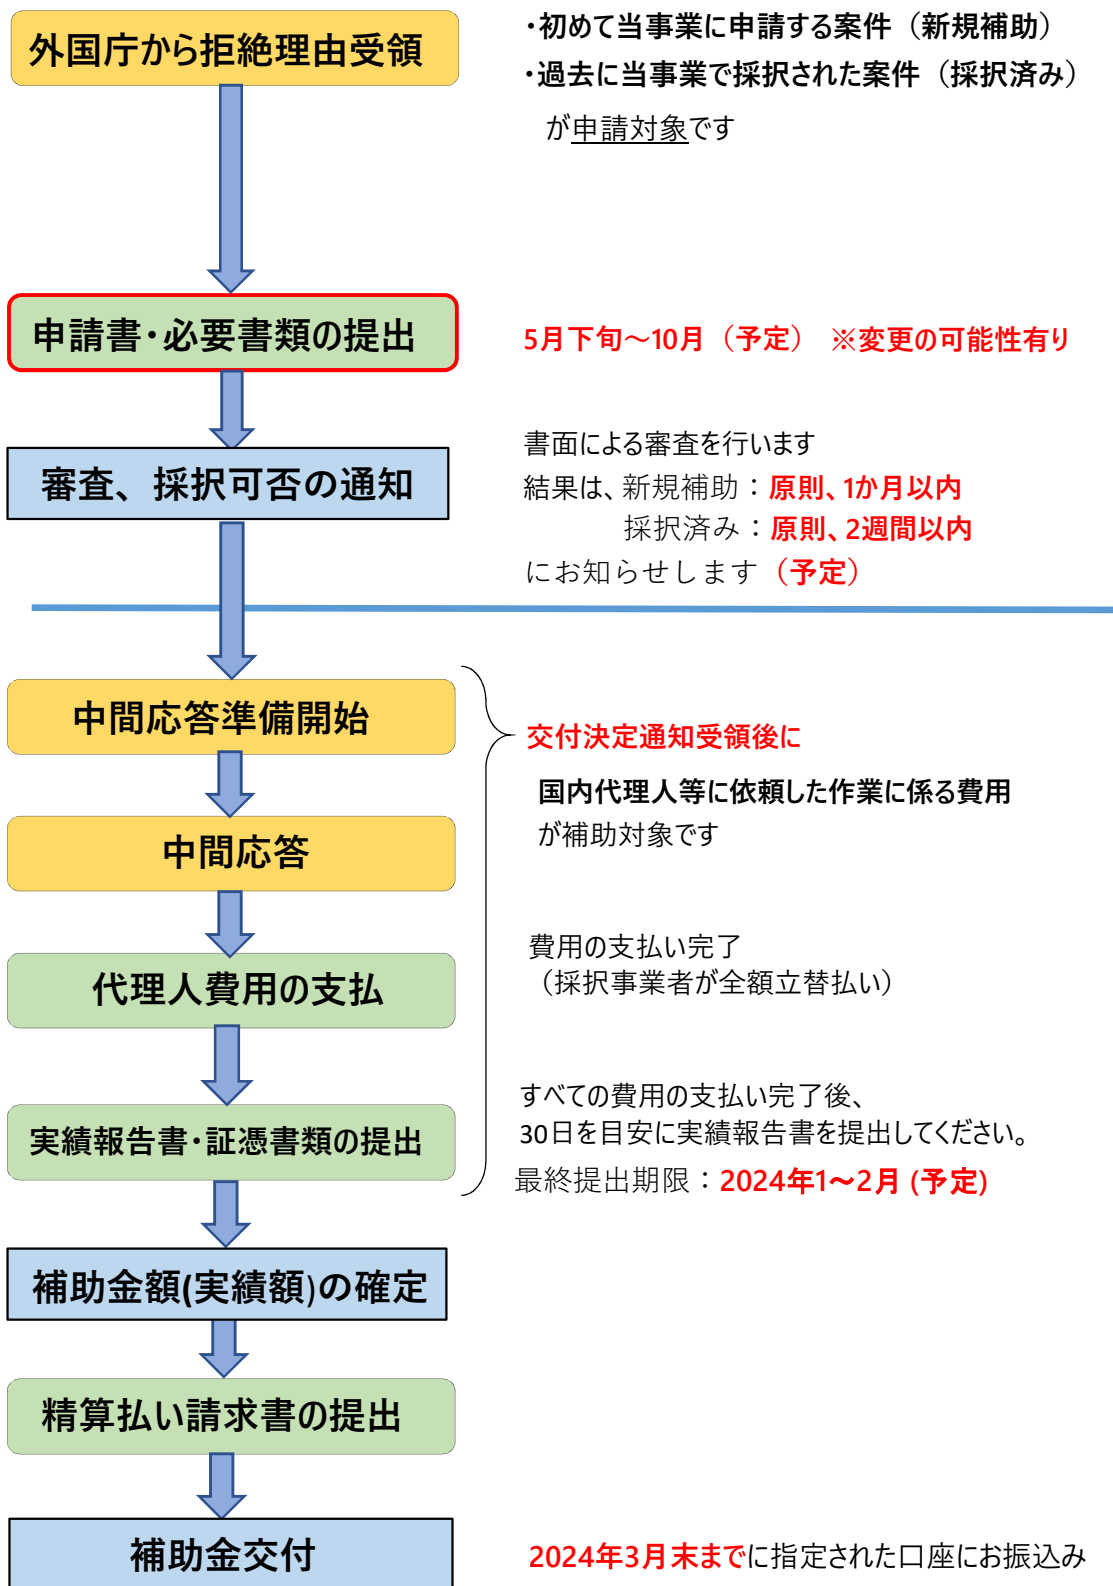 外国庁から拒絶理由受領
・初めて当事業に申請する案件（新規補助）
・過去に当事業で採択された案件（採択済み）
が申請対象です
申請書・必要書類の提出
5月下旬～10月（予定） ※変更の可能性有り
審査、採択可否の通知
書面による審査を行います
結果は、新規補助：原則、1か月以内
採択済み：原則、2週間以内
にお知らせします（予定）
中間応答準備開始
交付決定通知受領後に
国内代理人等に依頼した作業に係る費用
が補助対象です
中間応答
代理人費用の支払
費用の支払い完了
（採択事業者が全額立替払い）
実績報告書・証憑書類の提出
すべての費用の支払い完了後、
30日を目安に実績報告書を提出してください。
最終提出期限：2024年1～2月 (予定)
補助金額(実績額)の確定
精算払い請求書の提出
補助金交付
2024年3月末までに指定された口座にお振込み